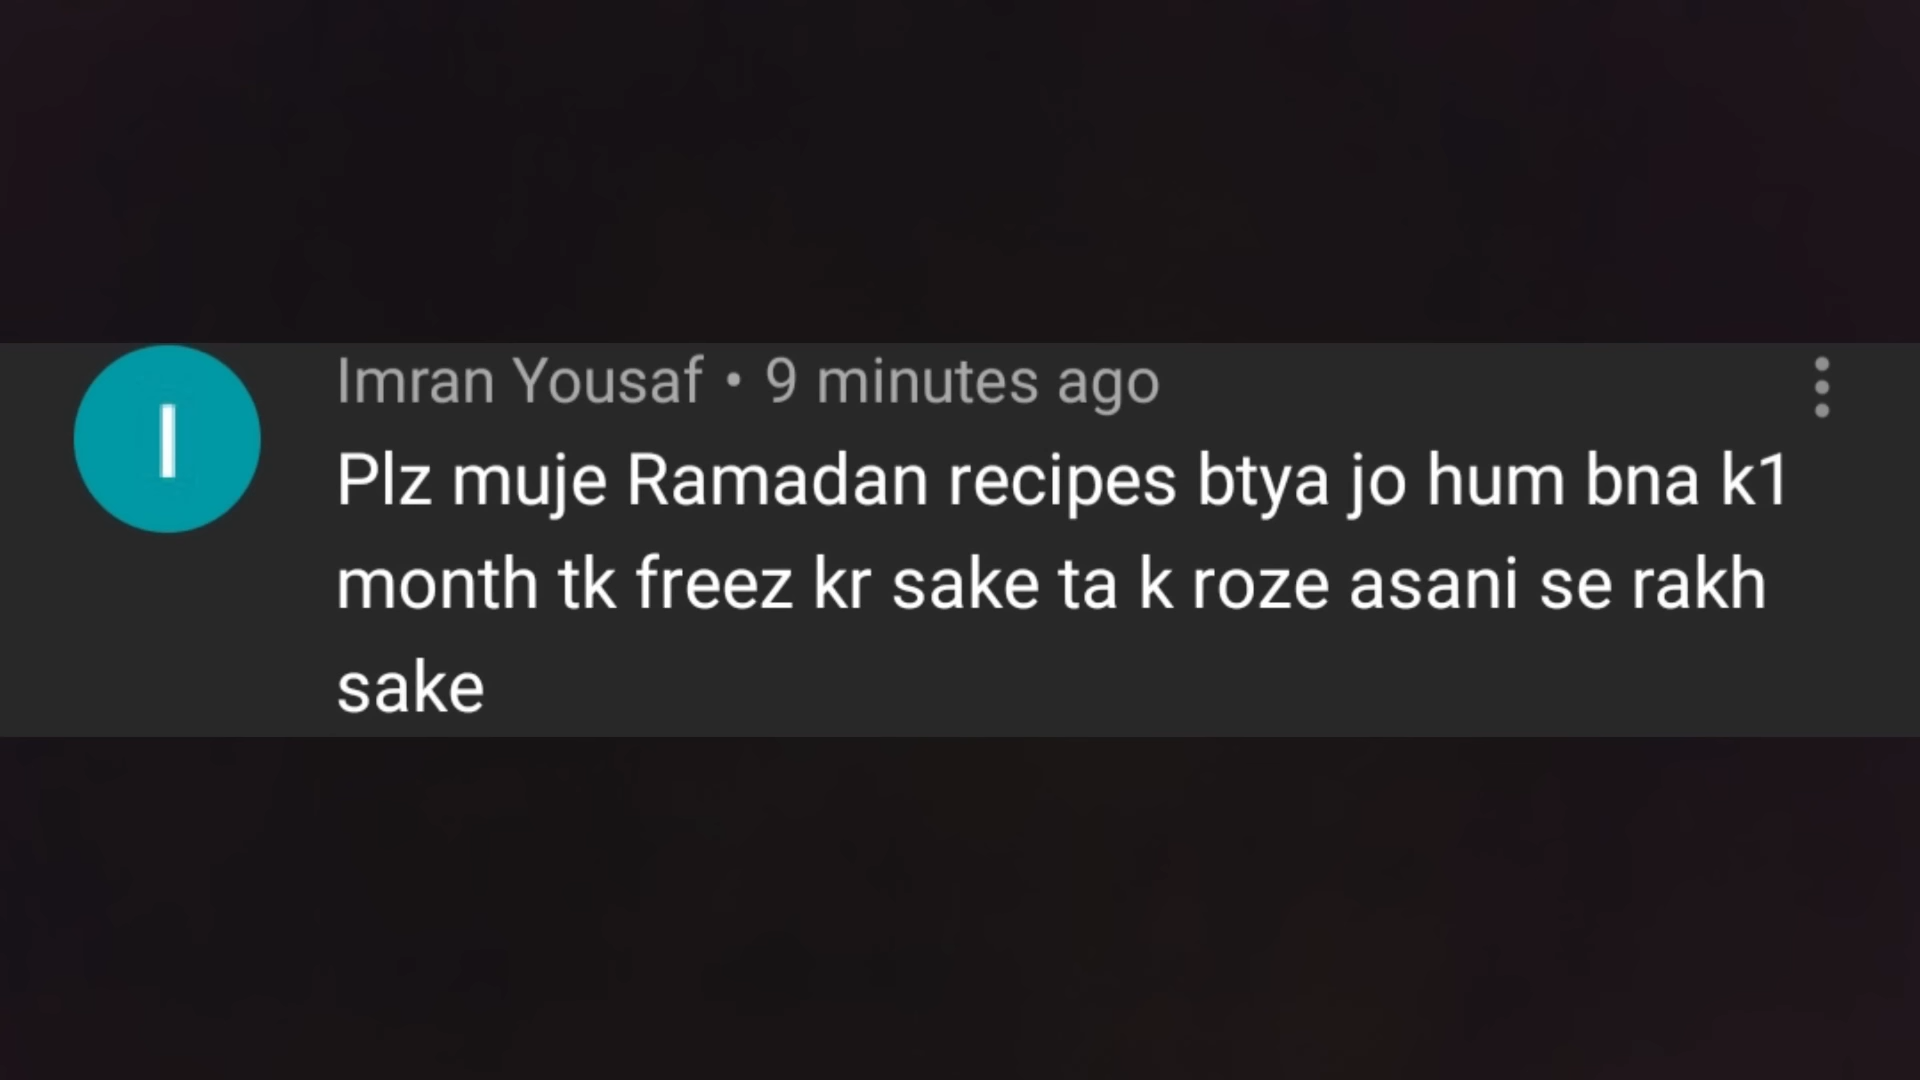 I
Imran Yousaf • 9 minutes ago
Plz muje Ramadan recipes btya jo hum bna k1
month tk freez kr sake ta k roze asani se rakh
sake